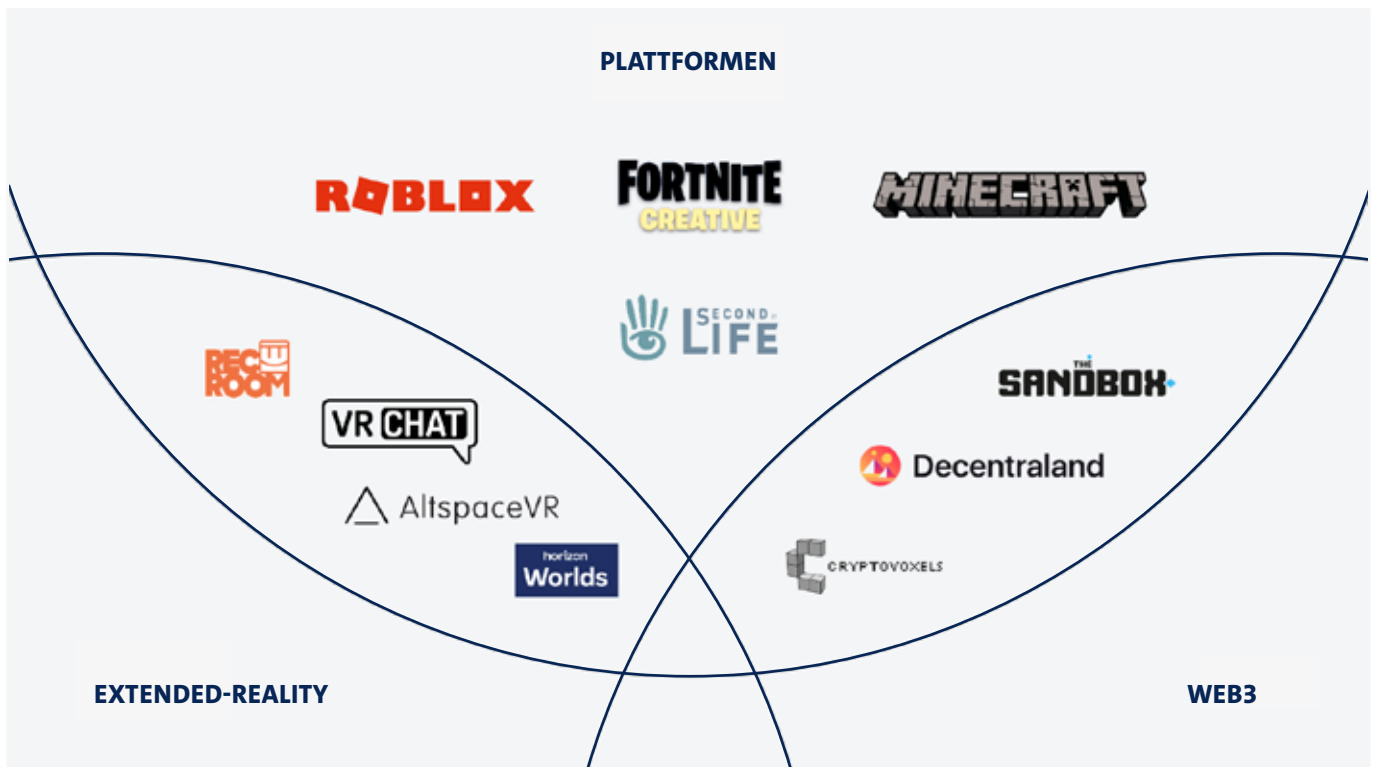 PLATTFORMEN
ROBLOX
FORTNITE
CREATIVE
MINECRAFT
SECOND
LIFE
REC
ROOM
VR CHAT
AltspaceVR
horizon
Worlds
THE
SANDBOX
Decentraland
CRYPTOVOXELS
EXTENDED-REALITY
WEB3